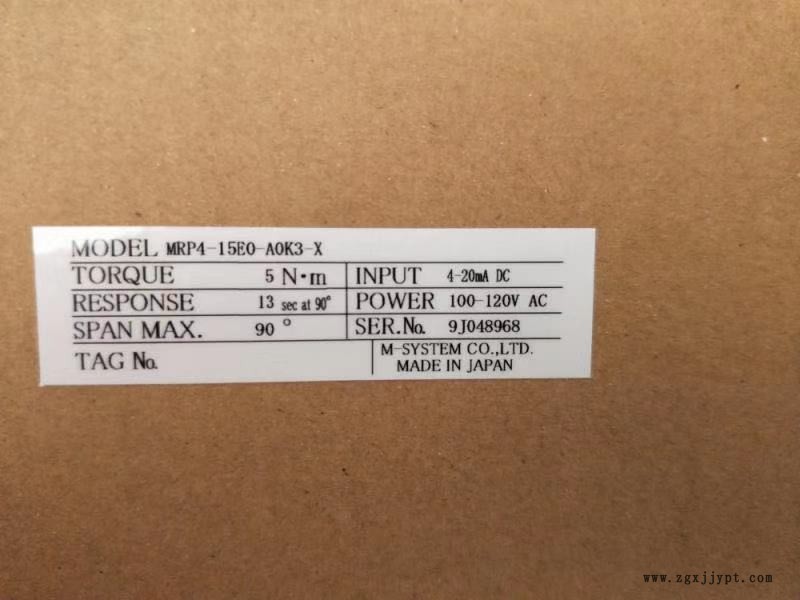 MODEL MRP4-15E0-A0K3-X
TORQUE 5 N·m INPUT 4-20mA DC
RESPONSE 13 sec at 90° POWER 100-120V AC
SPAN MAX. 90° SER.No. 9J048968
TAG No. M-SYSTEM CO.,LTD.
MADE IN JAPAN
www.zgxjjypt.com